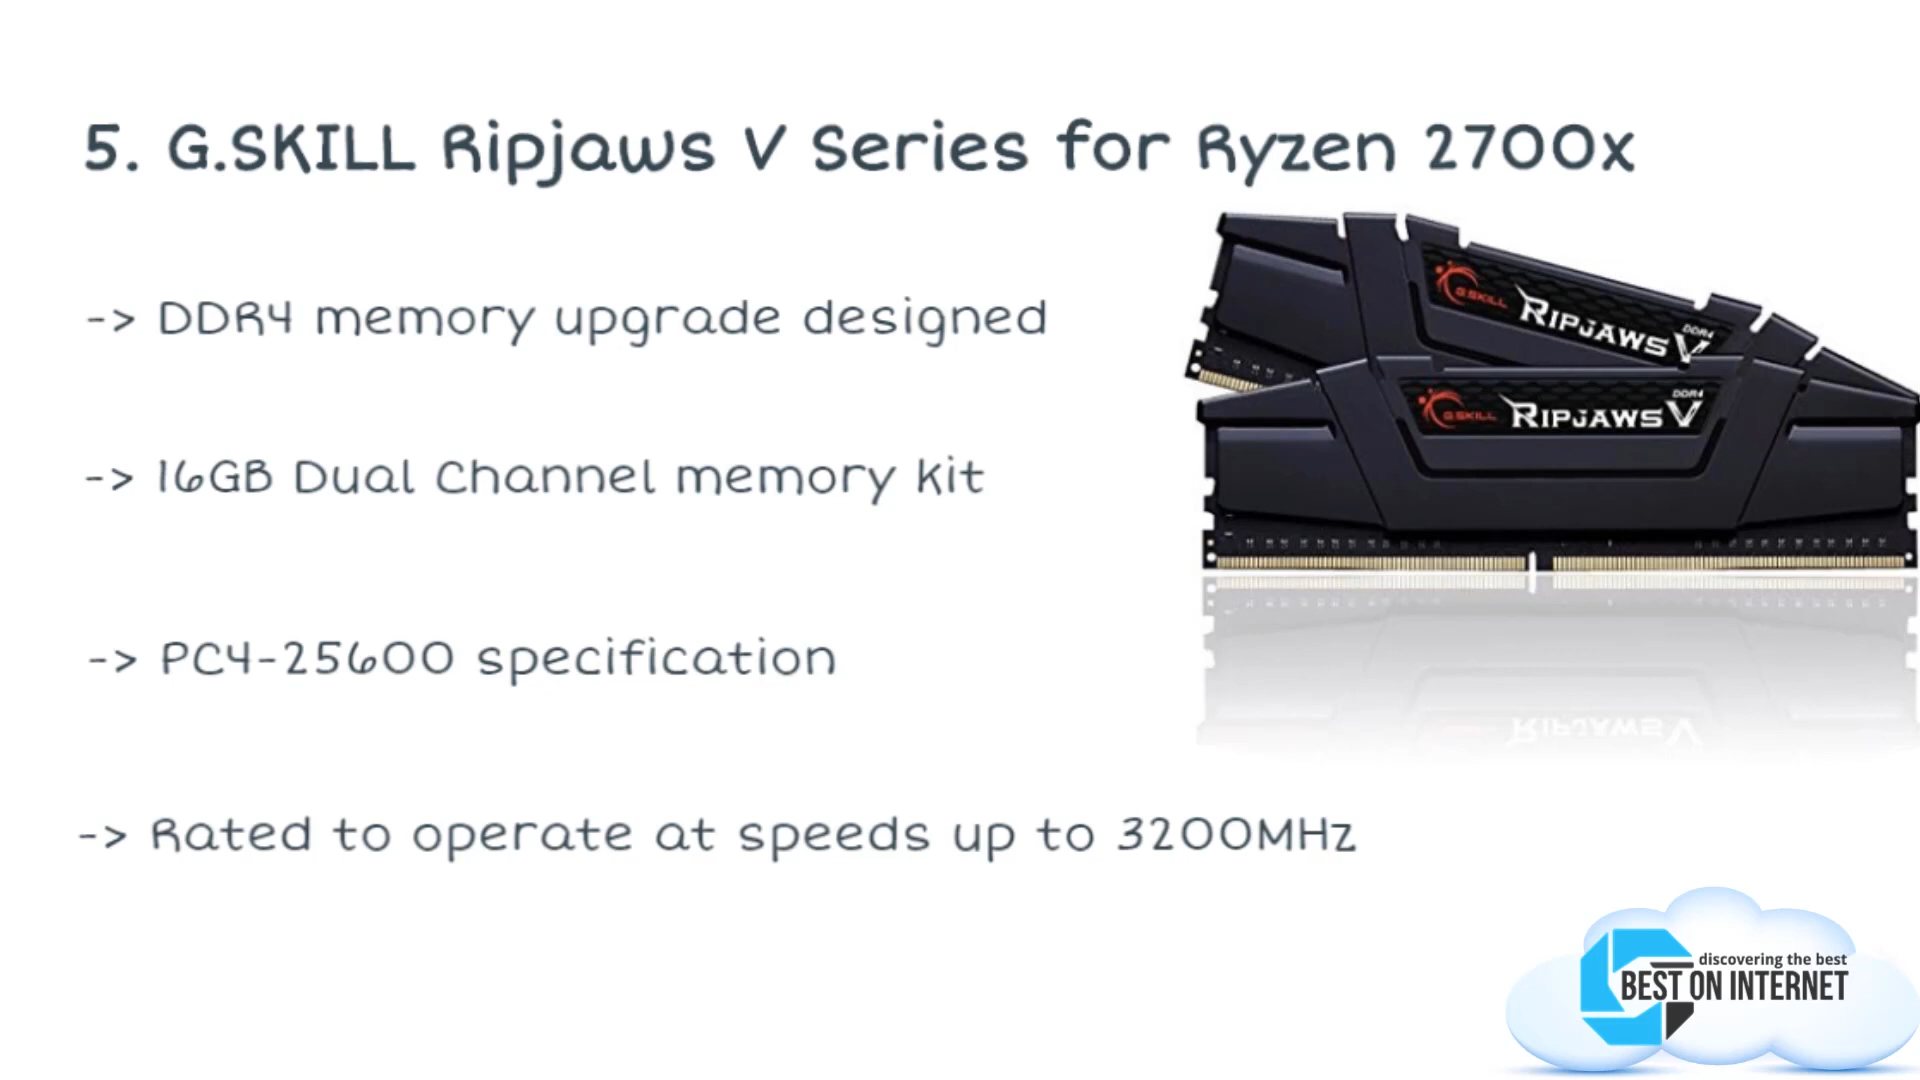 5. G.SKILL Ripjaws V Series for Ryzen 2700x
-> DDR4 memory upgrade designed
-> 16GB Dual Channel memory kit
-> PC4-25600 specification
-> Rated to operate at speeds up to 3200MHz
G.SKILL RIPJAWS V DDR4
G.SKILL RIPJAWS V DDR4
RIPJAWS V
discovering the best
BEST ON INTERNET